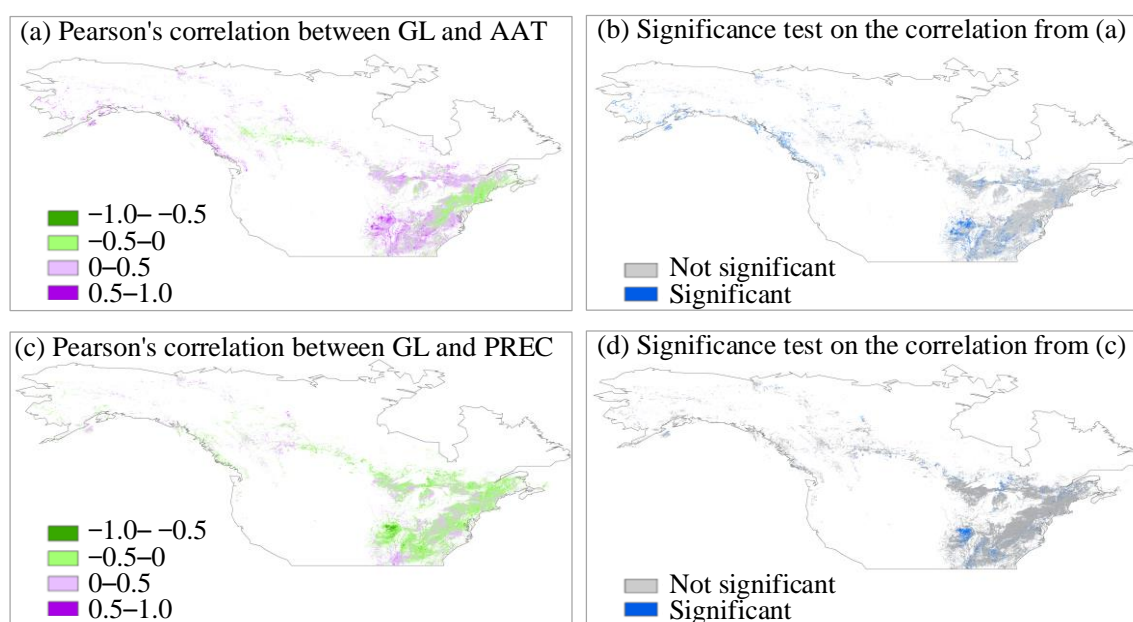 (a) Pearson's correlation between GL and AAT
−1.0– −0.5
−0.5–0
0–0.5
0.5–1.0
(b) Significance test on the correlation from (a)
Not significant
Significant
(c) Pearson's correlation between GL and PREC
−1.0– −0.5
−0.5–0
0–0.5
0.5–1.0
(d) Significance test on the correlation from (c)
Not significant
Significant